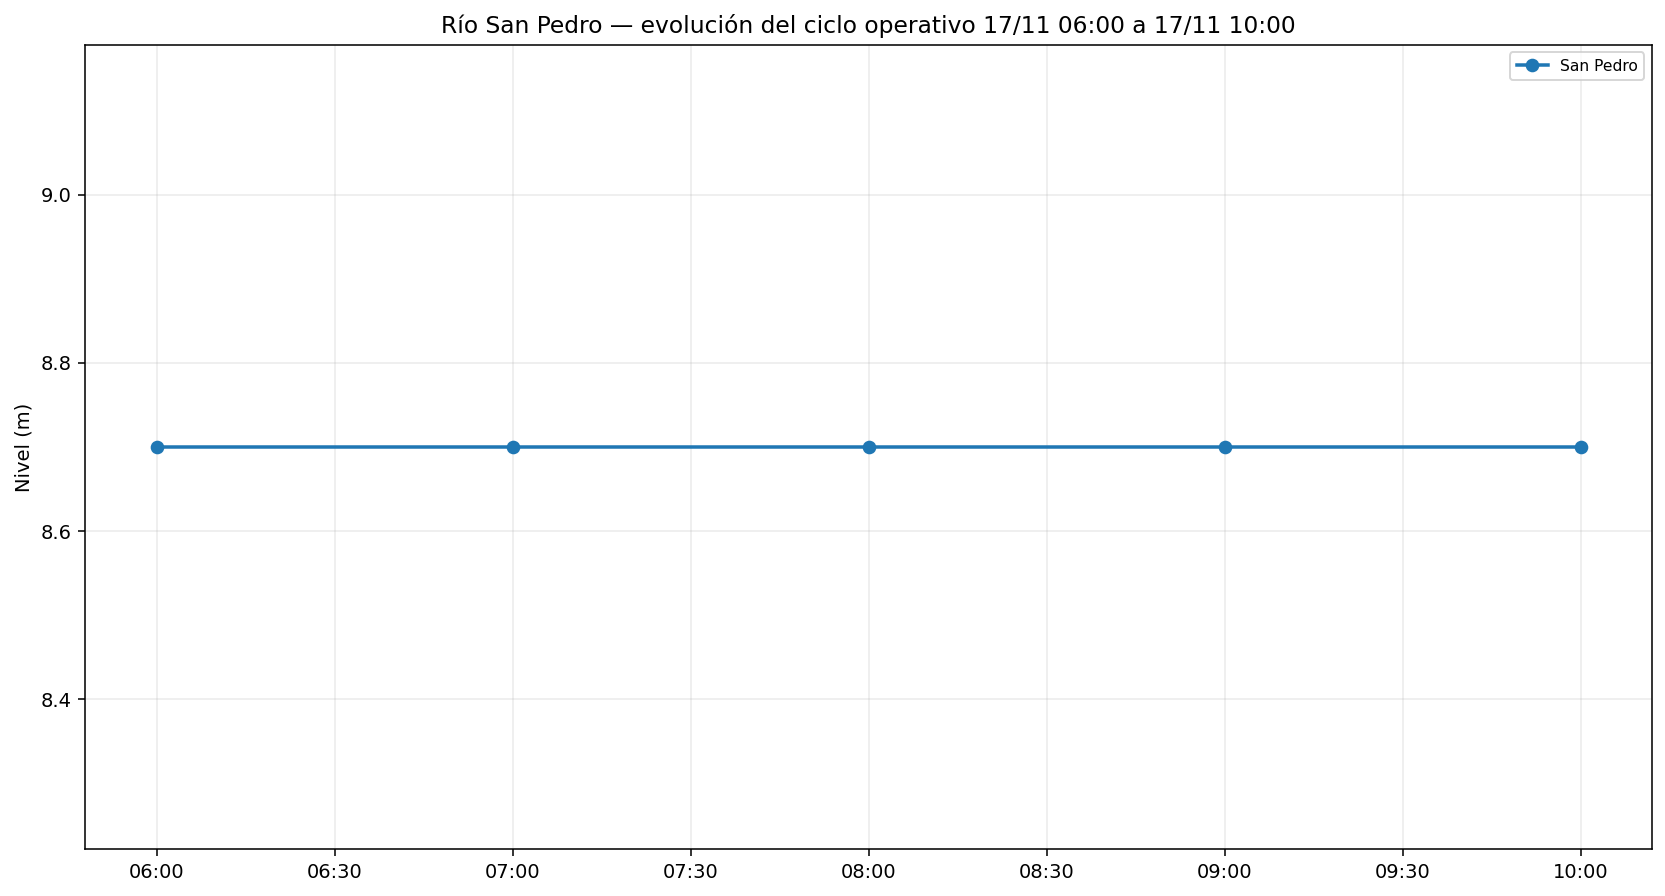 Río San Pedro — evolución del ciclo operativo 17/11 06:00 a 17/11 10:00
San Pedro
Nivel (m)
9.0
8.8
8.6
8.4
06:00 06:30 07:00 07:30 08:00 08:30 09:00 09:30 10:00